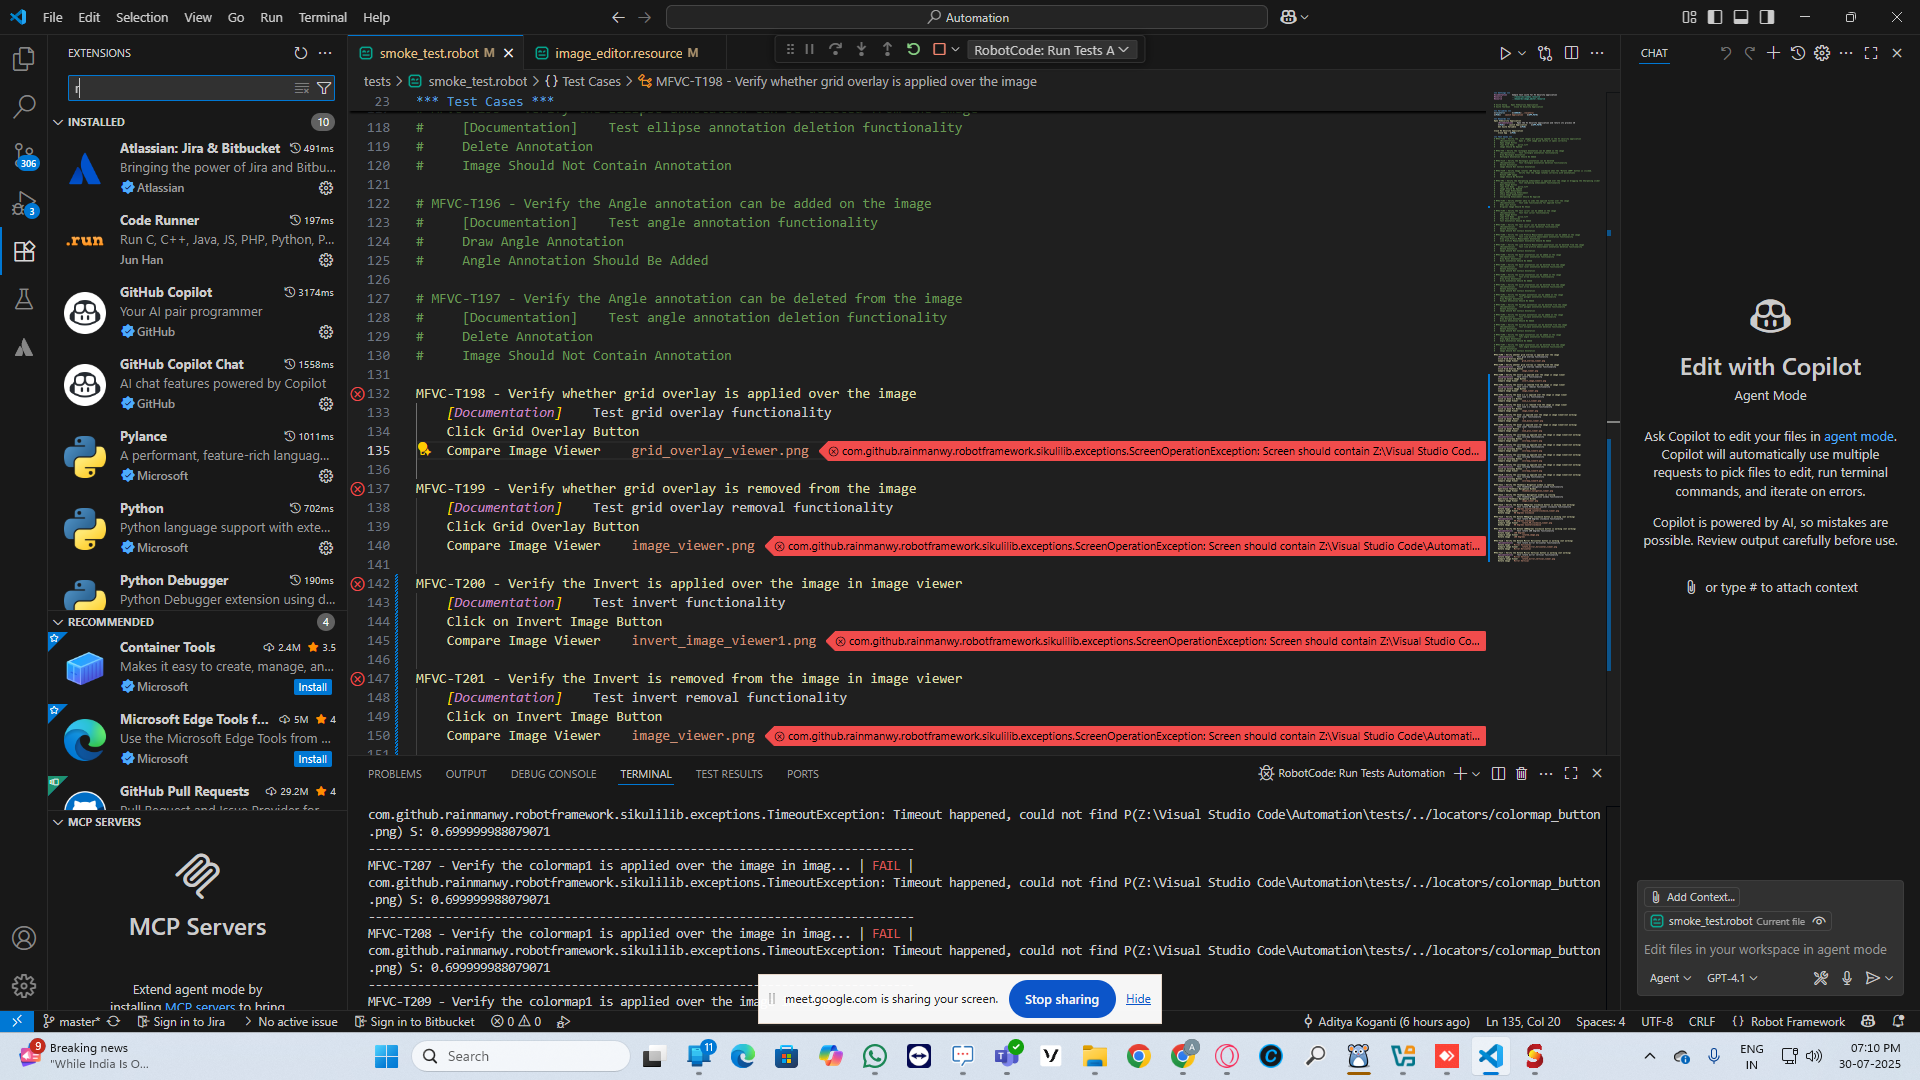 File Edit Selection View Go Run Terminal Help
Automation
EXTENSIONS
r
INSTALLED 10
Atlassian: Jira & Bitbucket 491ms
Bringing the power of Jira and Bitbu...
Atlassian
Code Runner 197ms
Run C, C++, Java, JS, PHP, Python, P...
Jun Han
.run
GitHub Copilot 3174ms
Your AI pair programmer
GitHub
GitHub Copilot Chat 1558ms
AI chat features powered by Copilot
GitHub
Pylance 1011ms
A performant, feature-rich languag...
Microsoft
Python 702ms
Python language support with exte...
Microsoft
Python Debugger 190ms
Python Debugger extension using d...
RECOMMENDED 4
Container Tools 2.4M 3.5
Makes it easy to create, manage, an...
Microsoft Install
Microsoft Edge Tools f... 5M 4
Use the Microsoft Edge Tools from ...
Microsoft Install
GitHub Pull Requests 29.2M 4
MCP SERVERS
MCP Servers
Extend agent mode by
installing MCP servers to bring
306
3
smoke_test.robot M
image_editor.resource M
RobotCode: Run Tests A
tests > smoke_test.robot > {} Test Cases > MFVC-T198 - Verify whether grid overlay is applied over the image
23 *** Test Cases ***
118 # [Documentation] Test ellipse annotation deletion functionality
119 # Delete Annotation
120 # Image Should Not Contain Annotation
121
122 # MFVC-T196 - Verify the Angle annotation can be added on the image
123 # [Documentation] Test angle annotation functionality
124 # Draw Angle Annotation
125 # Angle Annotation Should Be Added
126
127 # MFVC-T197 - Verify the Angle annotation can be deleted from the image
128 # [Documentation] Test angle annotation deletion functionality
129 # Delete Annotation
130 # Image Should Not Contain Annotation
131
132 MFVC-T198 - Verify whether grid overlay is applied over the image
133 [Documentation] Test grid overlay functionality
134 Click Grid Overlay Button
135 Compare Image Viewer grid_overlay_viewer.png com.github.rainmanwy.robotframework.sikulilib.exceptions.ScreenOperationException: Screen should contain Z:\Visual Studio Cod...
136
137 MFVC-T199 - Verify whether grid overlay is removed from the image
138 [Documentation] Test grid overlay removal functionality
139 Click Grid Overlay Button
140 Compare Image Viewer image_viewer.png com.github.rainmanwy.robotframework.sikulilib.exceptions.ScreenOperationException: Screen should contain Z:\Visual Studio Code\Automati...
141
142 MFVC-T200 - Verify the Invert is applied over the image in image viewer
143 [Documentation] Test invert functionality
144 Click on Invert Image Button
145 Compare Image Viewer invert_image_viewer1.png com.github.rainmanwy.robotframework.sikulilib.exceptions.ScreenOperationException: Screen should contain Z:\Visual Studio Co...
146
147 MFVC-T201 - Verify the Invert is removed from the image in image viewer
148 [Documentation] Test invert removal functionality
149 Click on Invert Image Button
150 Compare Image Viewer image_viewer.png com.github.rainmanwy.robotframework.sikulilib.exceptions.ScreenOperationException: Screen should contain Z:\Visual Studio Code\Automati...
151
PROBLEMS OUTPUT DEBUG CONSOLE TERMINAL TEST RESULTS PORTS
RobotCode: Run Tests Automation
com.github.rainmanwy.robotframework.sikulilib.exceptions.TimeoutException: Timeout happened, could not find P(Z:\Visual Studio Code\Automation\tests/../locators/colormap_button
.png) S: 0.699999988079071
------------------------------------------------------------------------------
MFVC-T207 - Verify the colormap1 is applied over the image in imag... | FAIL |
com.github.rainmanwy.robotframework.sikulilib.exceptions.TimeoutException: Timeout happened, could not find P(Z:\Visual Studio Code\Automation\tests/../locators/colormap_button
.png) S: 0.699999988079071
------------------------------------------------------------------------------
MFVC-T208 - Verify the colormap1 is applied over the image in imag... | FAIL |
com.github.rainmanwy.robotframework.sikulilib.exceptions.TimeoutException: Timeout happened, could not find P(Z:\Visual Studio Code\Automation\tests/../locators/colormap_button
.png) S: 0.699999988079071
------------------------------------------------------------------------------
MFVC-T209 - Verify the colormap1 is applied over the ima
meet.google.com is sharing your screen. Stop sharing Hide
CHAT
Edit with Copilot
Agent Mode
Ask Copilot to edit your files in agent mode.
Copilot will automatically use multiple
requests to pick files to edit, run terminal
commands, and iterate on errors.
Copilot is powered by AI, so mistakes are
possible. Review output carefully before use.
or type # to attach context
Add Context...
smoke_test.robot Current file
Edit files in your workspace in agent mode
Agent GPT-4.1
master* Sign in to Jira No active issue Sign in to Bitbucket 0 0
Aditya Koganti (6 hours ago) Ln 135, Col 20 Spaces: 4 UTF-8 CRLF {} Robot Framework
9 Breaking news
"While India Is O...
Search
11
A
ENG
IN
07:10 PM
30-07-2025